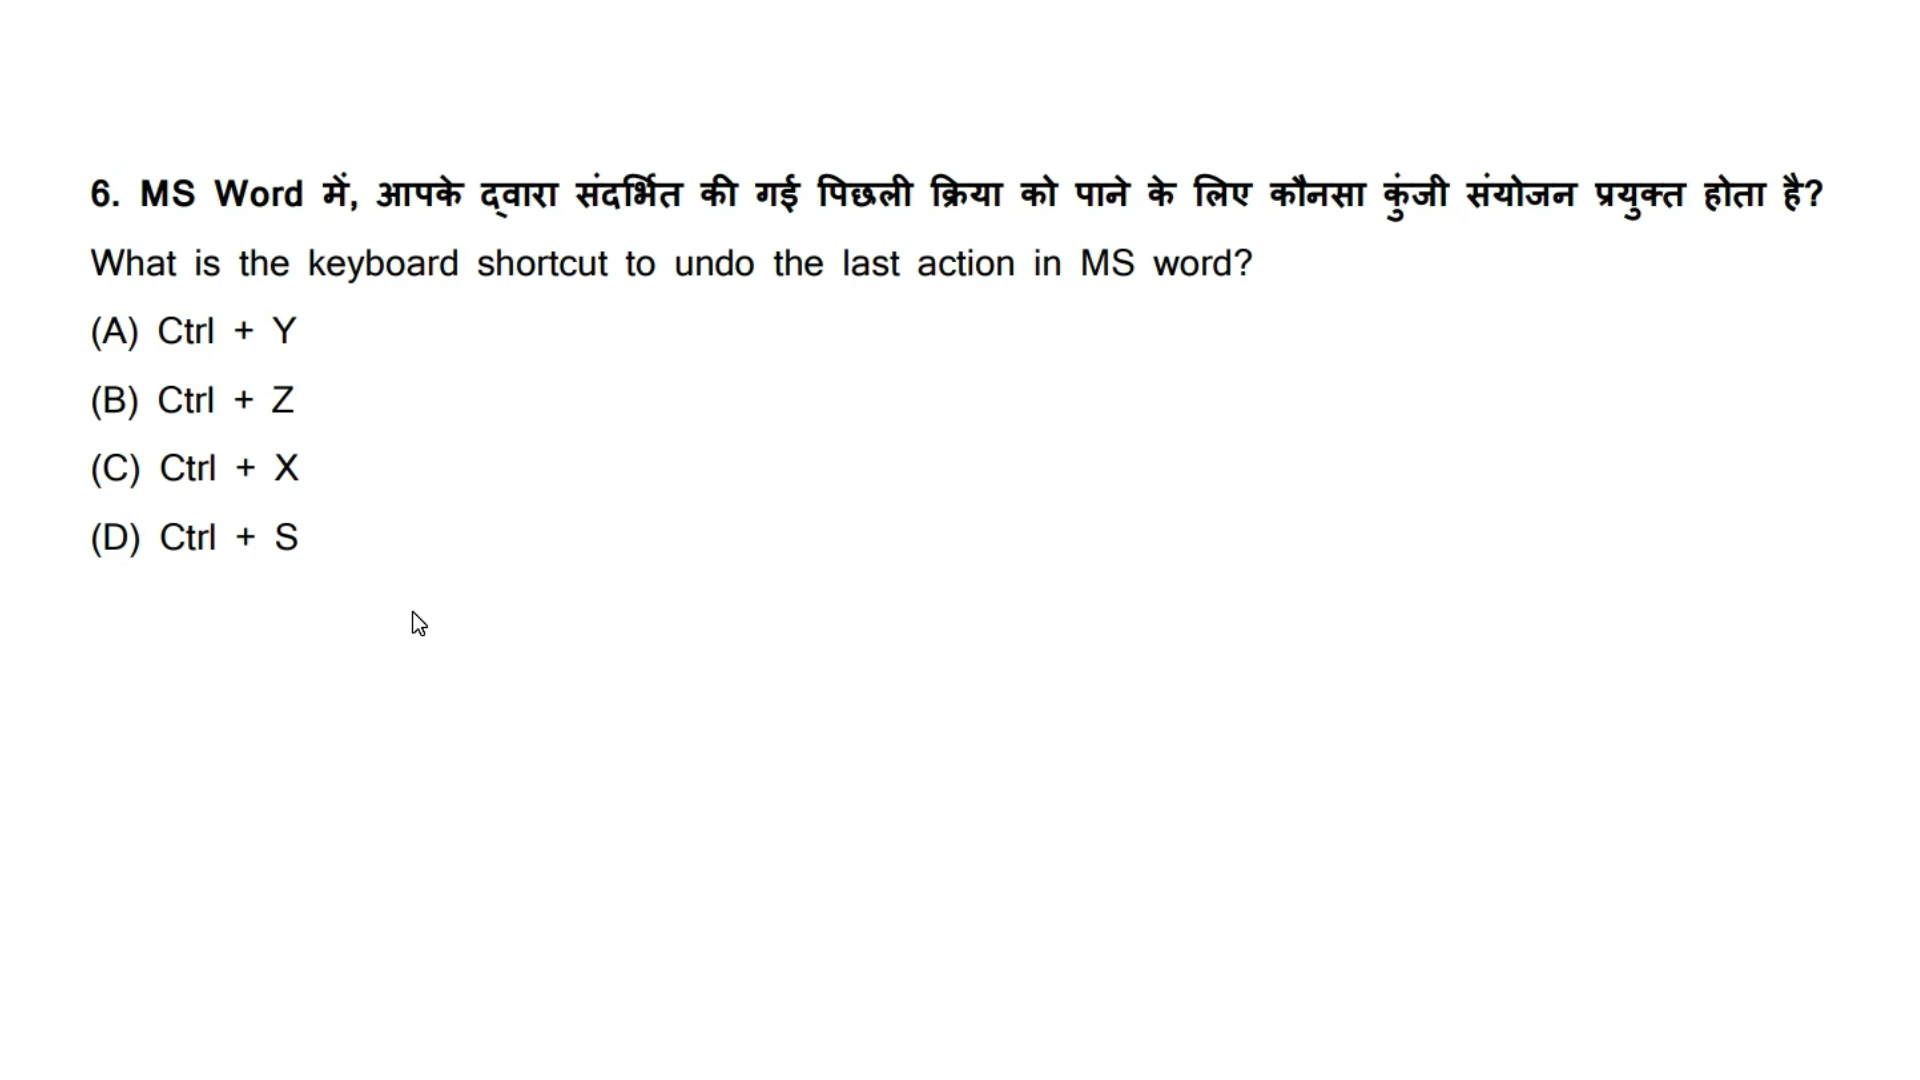 6. MS Word में, आपके द्वारा संदर्भित की गई पिछली क्रिया को पाने के लिए कौनसा कुंजी संयोजन प्रयुक्त होता है?
What is the keyboard shortcut to undo the last action in MS word?
(A) Ctrl + Y
(B) Ctrl + Z
(C) Ctrl + X
(D) Ctrl + S